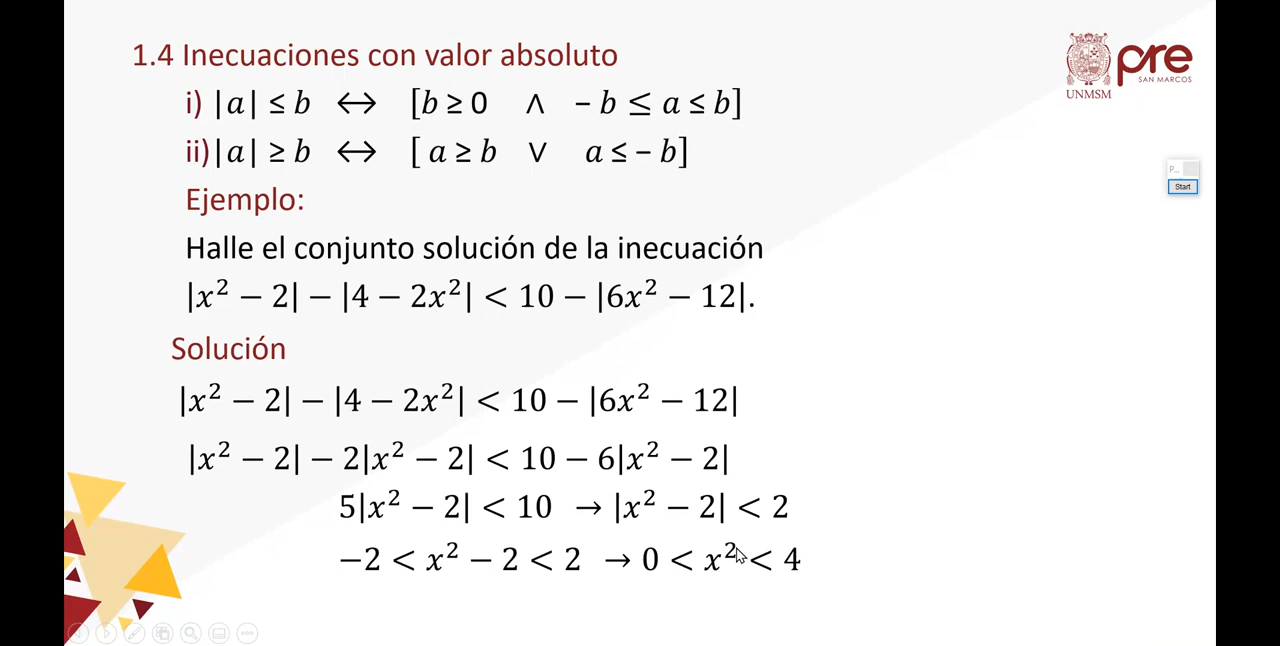 1.4 Inecuaciones con valor absoluto
i) |a| ≤ b ↔ [b ≥ 0 ∧ − b ≤ a ≤ b]
ii)|a| ≥ b ↔ [ a ≥ b ∨ a ≤ − b]
Ejemplo:
Halle el conjunto solución de la inecuación
|x² − 2| − |4 − 2x²| < 10 − |6x² − 12|.
Solución
|x² − 2| − |4 − 2x²| < 10 − |6x² − 12|
|x² − 2| − 2|x² − 2| < 10 − 6|x² − 2|
5|x² − 2| < 10 → |x² − 2| < 2
−2 < x² − 2 < 2 → 0 < x² < 4
pre
SAN MARCOS
UNMSM
P...
Start